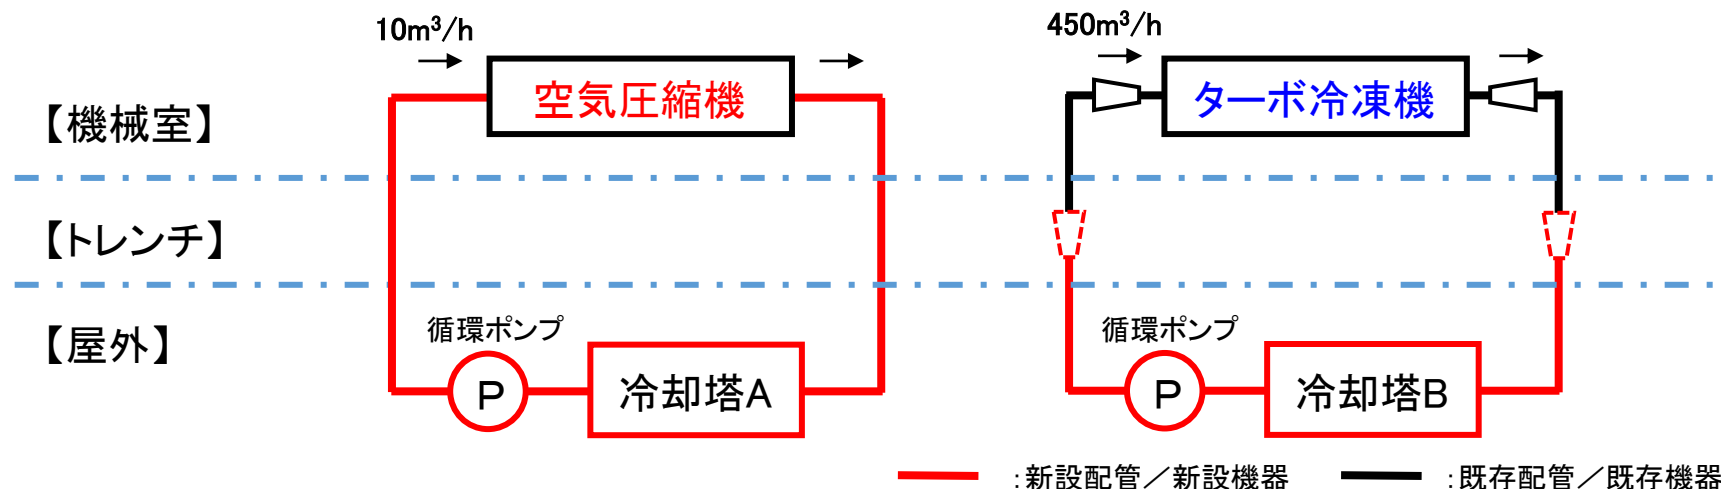 10m³/h
450m³/h
空気圧縮機
ターボ冷凍機
【機械室】
【トレンチ】
【屋外】
循環ポンプ
循環ポンプ
P
冷却塔A
P
冷却塔B
:新設配管／新設機器
:既存配管／既存機器